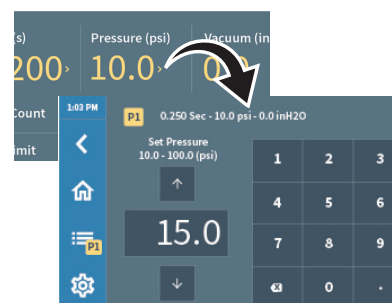 (s) Pressure (psi) Vacuum (in
200 › 10.0 › 0.0
Count
imit
1:03 PM
P1 0.250 Sec - 10.0 psi - 0.0 inH2O
Set Pressure
10.0 - 100.0 (psi)
15.0
P1
1 2 3
4 5 6
7 8 9
0 .